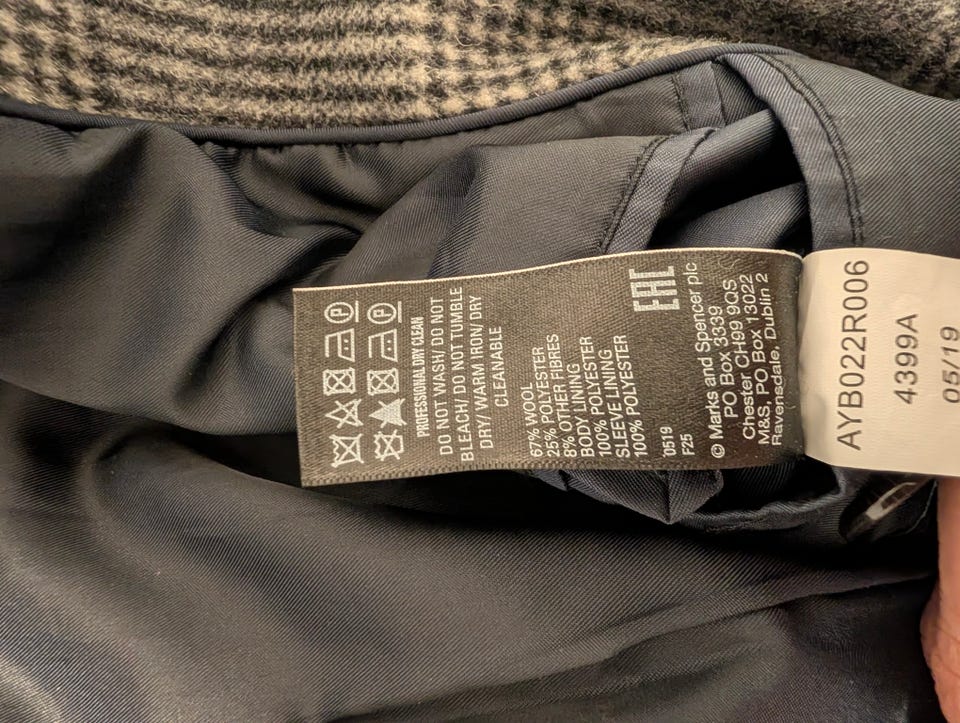 Ⓟ
Ⓟ
PROFESSIONAL DRY CLEAN
DO NOT WASH/ DO NOT
BLEACH/ DO NOT TUMBLE
DRY/ WARM IRON/ DRY
CLEANABLE
67% WOOL
25% POLYESTER
8% OTHER FIBRES
BODY LINING
100% POLYESTER
SLEEVE LINING
100% POLYESTER
0519
F25
EAC
© Marks and Spencer plc
PO Box 3339
Chester CH99 9QS
M&S, PO Box 13022
Ravensdale, Dublin 2
AYB022R006
4399A
05/19